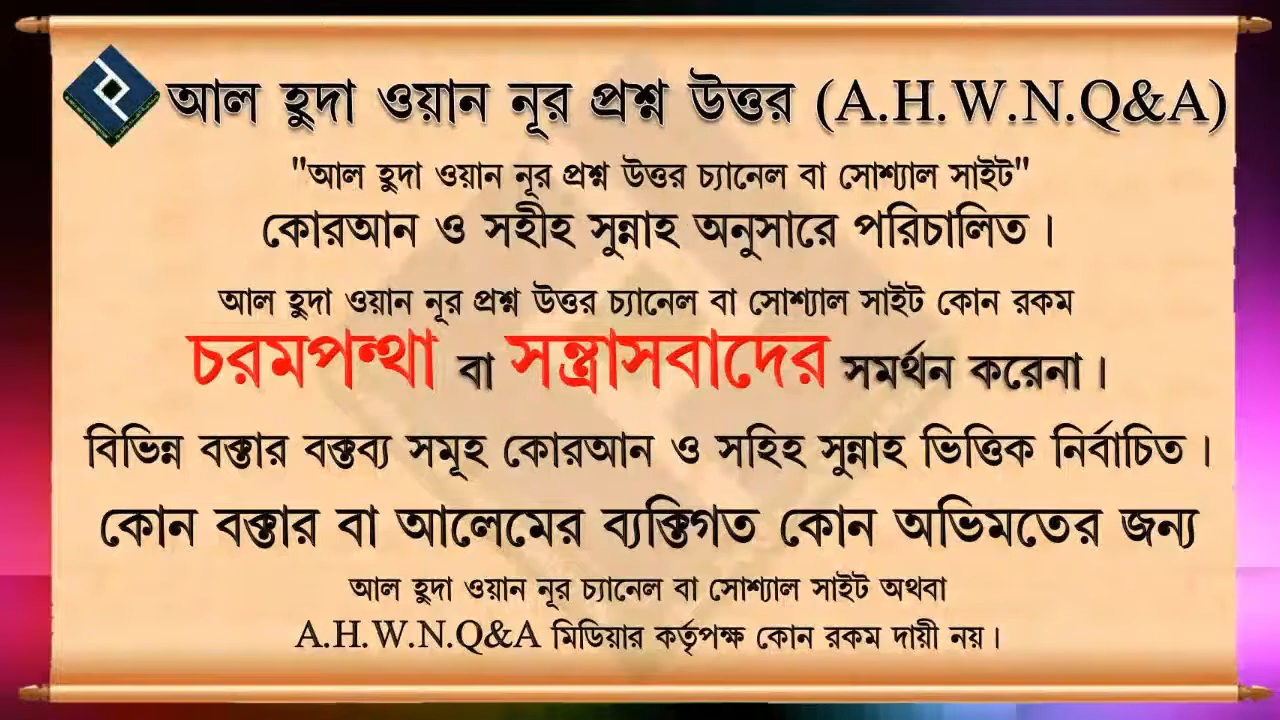 আল হুদা ওয়ান নূর প্রশ্ন উত্তর (A.H.W.N.Q&A)
"আল হুদা ওয়ান নূর প্রশ্ন উত্তর চ্যানেল বা সোশ্যাল সাইট"
কোরআন ও সহীহ সুন্নাহ অনুসারে পরিচালিত।
আল হুদা ওয়ান নূর প্রশ্ন উত্তর চ্যানেল বা সোশ্যাল সাইট কোন রকম
চরমপন্থা বা সন্ত্রাসবাদের সমর্থন করেনা।
বিভিন্ন বক্তার বক্তব্য সমূহ কোরআন ও সহিহ সুন্নাহ ভিত্তিক নির্বাচিত।
কোন বক্তার বা আলেমের ব্যক্তিগত কোন অভিমতের জন্য
আল হুদা ওয়ান নূর চ্যানেল বা সোশ্যাল সাইট অথবা
A.H.W.N.Q&A মিডিয়ার কর্তৃপক্ষ কোন রকম দায়ী নয়।